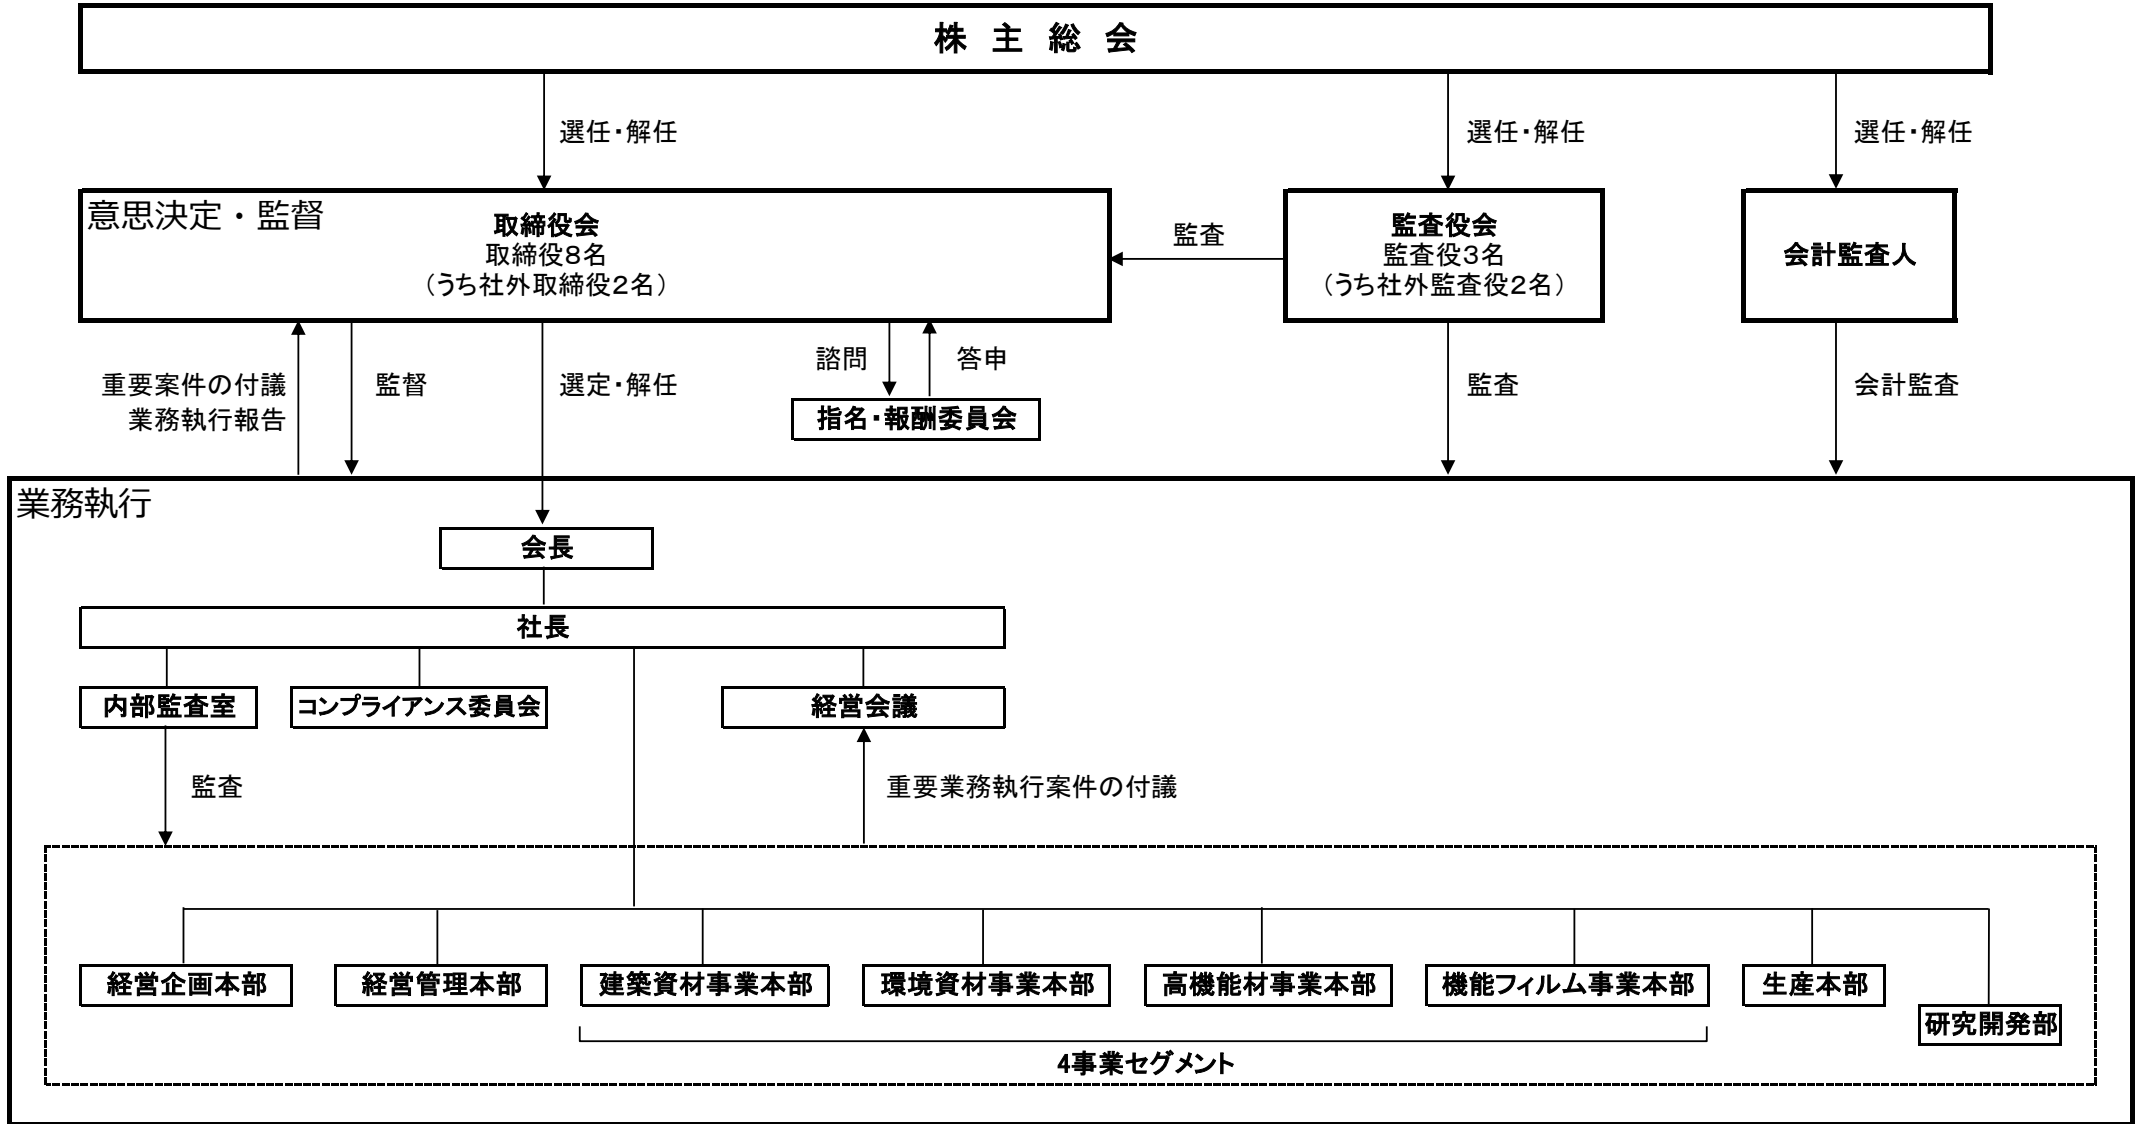 株 主 総 会
選任・解任
選任・解任
選任・解任
意思決定・監督
取締役会
取締役8名
（うち社外取締役2名）
監査
監査役会
監査役3名
（うち社外監査役2名）
会計監査人
重要案件の付議
業務執行報告
監督
選定・解任
諮問
答申
指名・報酬委員会
監査
会計監査
業務執行
会長
社長
内部監査室
コンプライアンス委員会
経営会議
監査
重要業務執行案件の付議
経営企画本部
経営管理本部
建築資材事業本部
環境資材事業本部
高機能材事業本部
機能フィルム事業本部
生産本部
研究開発部
4事業セグメント